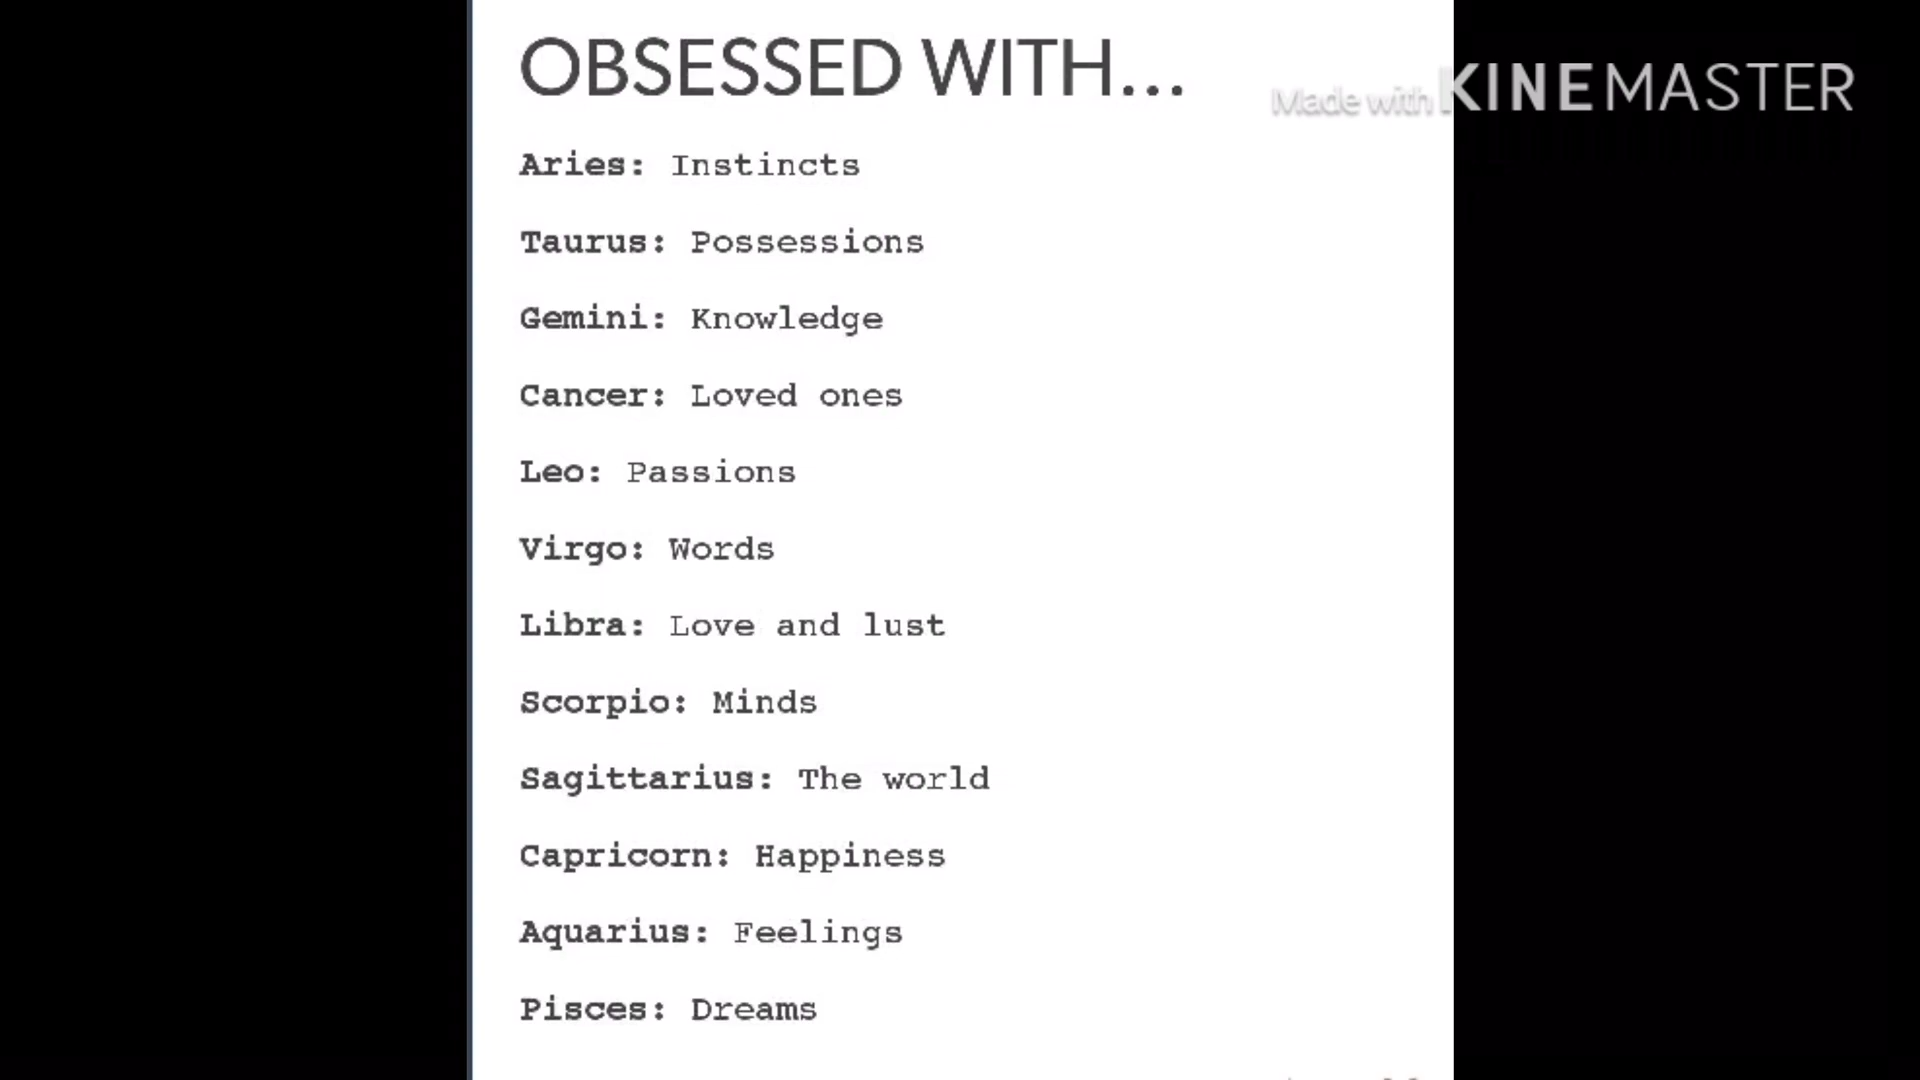 OBSESSED WITH...
Made with KINEMASTER
Aries: Instincts
Taurus: Possessions
Gemini: Knowledge
Cancer: Loved ones
Leo: Passions
Virgo: Words
Libra: Love and lust
Scorpio: Minds
Sagittarius: The world
Capricorn: Happiness
Aquarius: Feelings
Pisces: Dreams